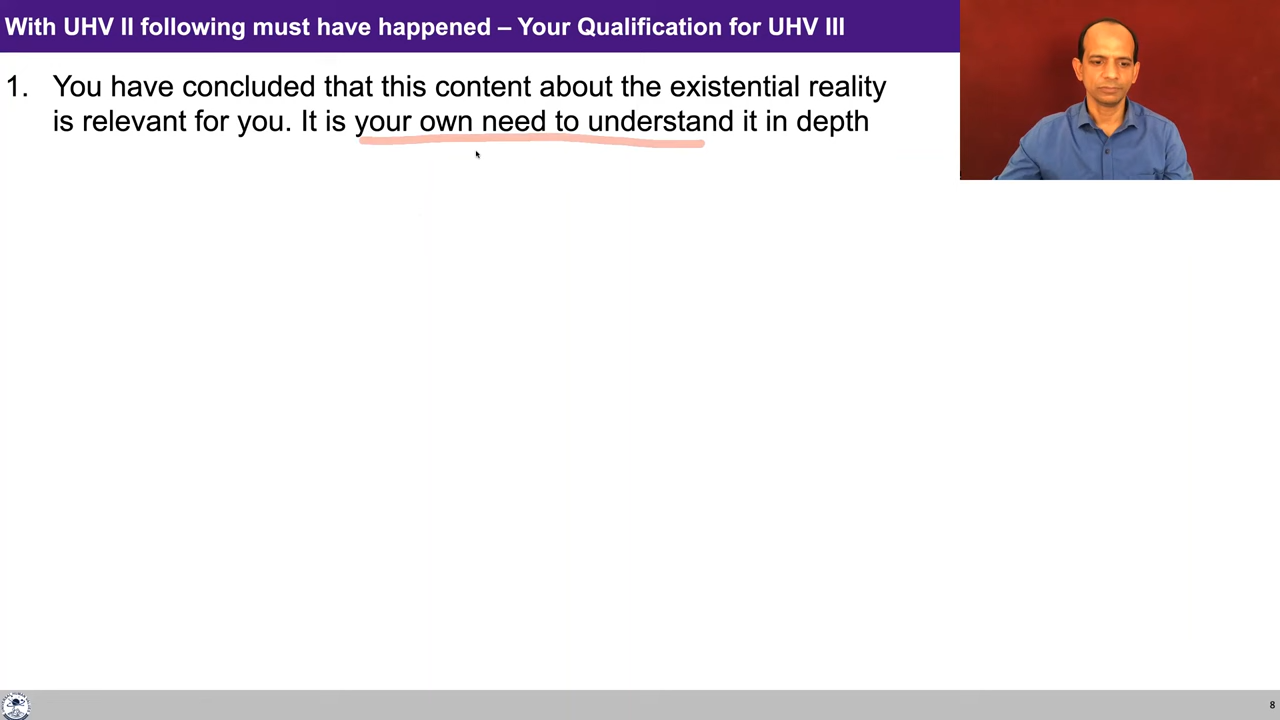 With UHV II following must have happened – Your Qualification for UHV III
1. You have concluded that this content about the existential reality
is relevant for you. It is your own need to understand it in depth
8